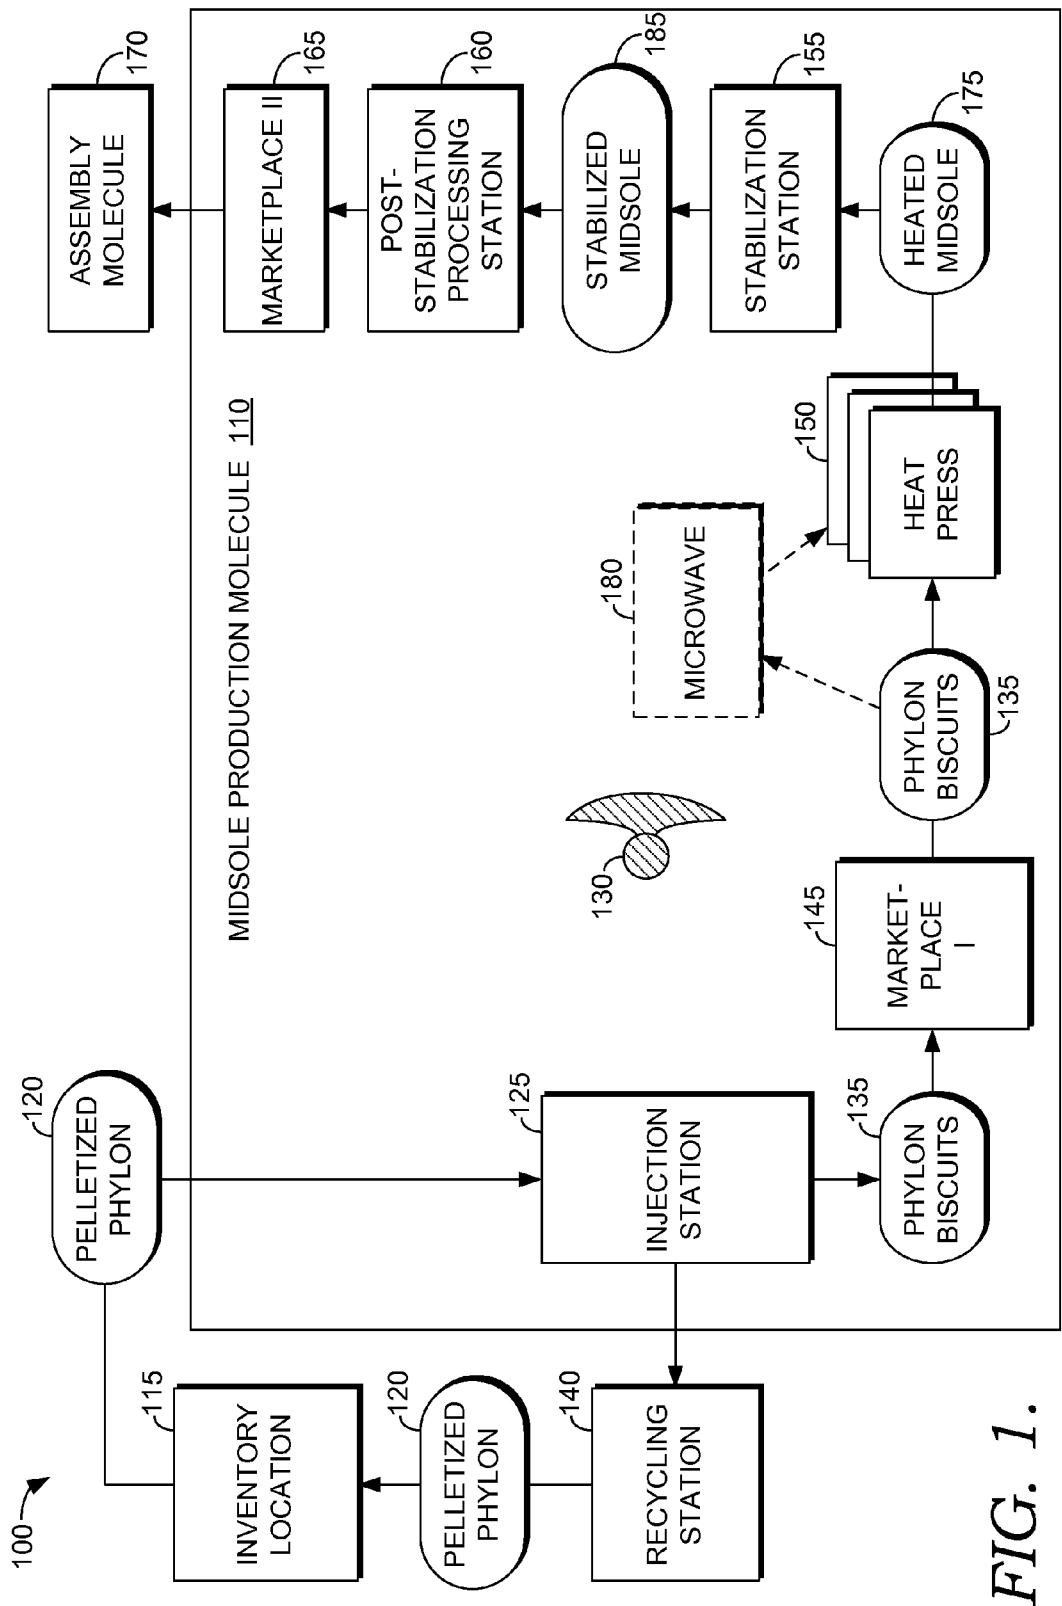 100
INVENTORY
LOCATION
115
PELLETIZED
PHYLON
120
RECYCLING
STATION
140
PELLETIZED
PHYLON
120
INJECTION
STATION
125
PHYLON
BISCUITS
135
MIDSOLE PRODUCTION MOLECULE 110
130
MARKET-
PLACE
I
145
PHYLON
BISCUITS
135
MICROWAVE
180
HEAT
PRESS
150
ASSEMBLY
MOLECULE
170
MARKETPLACE II
165
POST-
STABILIZATION
PROCESSING
STATION
160
STABILIZED
MIDSOLE
185
STABILIZATION
STATION
155
HEATED
MIDSOLE
175
FIG. 1.